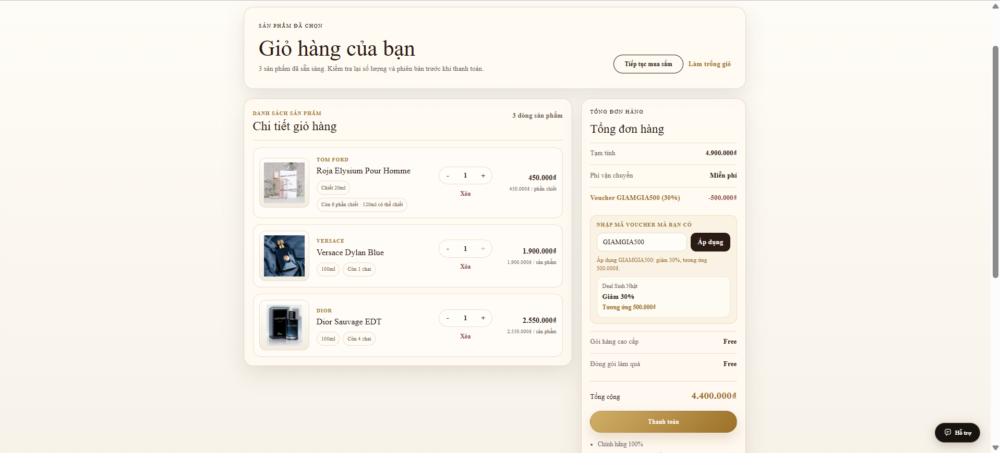 SẢN PHẨM ĐÃ CHỌN
Giỏ hàng của bạn
3 sản phẩm đã sẵn sàng. Kiểm tra lại số lượng và phiên bản trước khi thanh toán.
Tiếp tục mua sắm
Làm trống giỏ
DANH SÁCH SẢN PHẨM
Chi tiết giỏ hàng
3 dòng sản phẩm
TOM FORD
Roja Elysium Pour Homme
Chiết 20ml
Còn 6 phần chiết · 120ml có thể chiết
- 1 +
Xóa
450.000₫
450.000₫ / phần chiết
VERSACE
Versace Dylan Blue
100ml
Còn 1 chai
- 1 +
Xóa
1.900.000₫
1.900.000₫ / sản phẩm
SAUVAGE
Dior
DIOR
Dior Sauvage EDT
100ml
Còn 4 chai
- 1 +
Xóa
2.550.000₫
2.550.000₫ / sản phẩm
TỔNG ĐƠN HÀNG
Tổng đơn hàng
Tạm tính 4.900.000₫
Phí vận chuyển Miễn phí
Voucher GIAMGIA500 (30%) -500.000₫
NHẬP MÃ VOUCHER MÀ BẠN CÓ
GIAMGIA500
Áp dụng
Áp dụng GIAMGIA500: giảm 30%, tương ứng
500.000₫.
Deal Sinh Nhật
Giảm 30%
Tương ứng 500.000₫
Gói hàng cao cấp Free
Đóng gói làm quà Free
Tổng cộng 4.400.000₫
Thanh toán
• Chính hãng 100%
Hỗ trợ